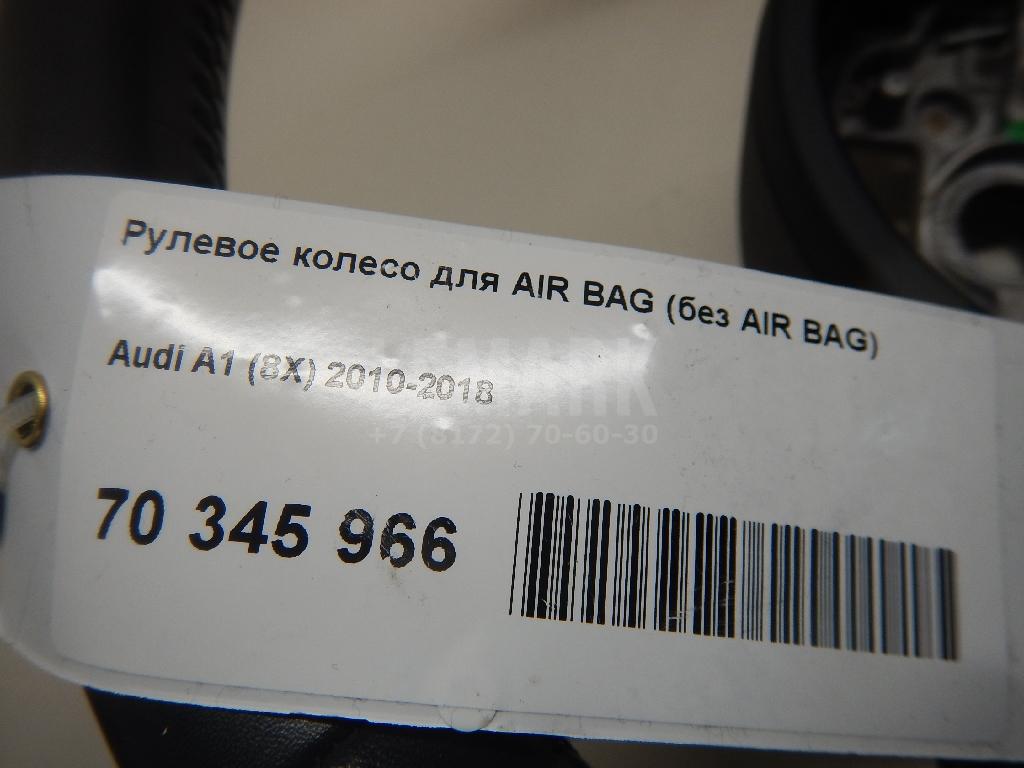 Рулевое колесо для AIR BAG (без AIR BAG)
Audi A1 (8X) 2010-2018
+7 (8172) 70-60-30
70 345 966